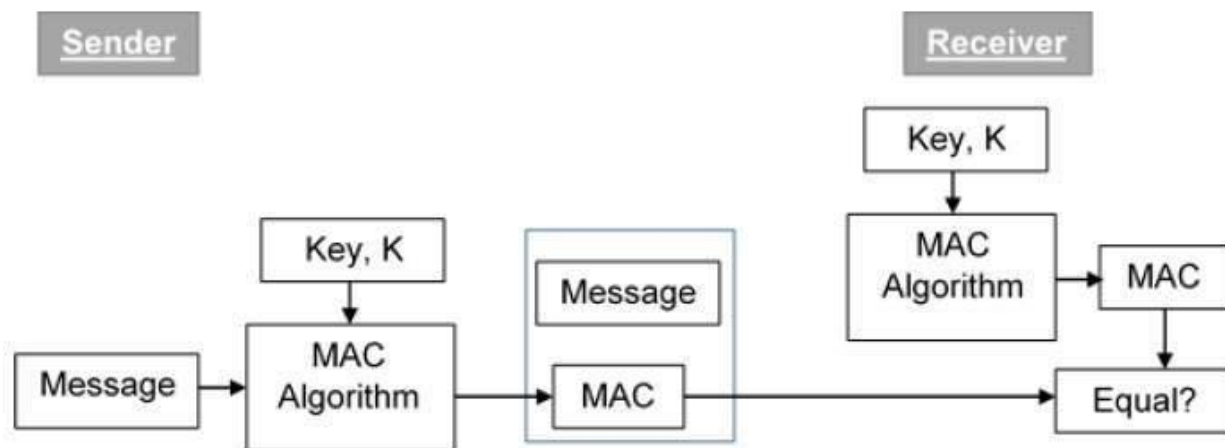 Sender
Receiver
Key, K
MAC
Algorithm
MAC
Key, K
Message
MAC
Algorithm
Message
MAC
Equal?